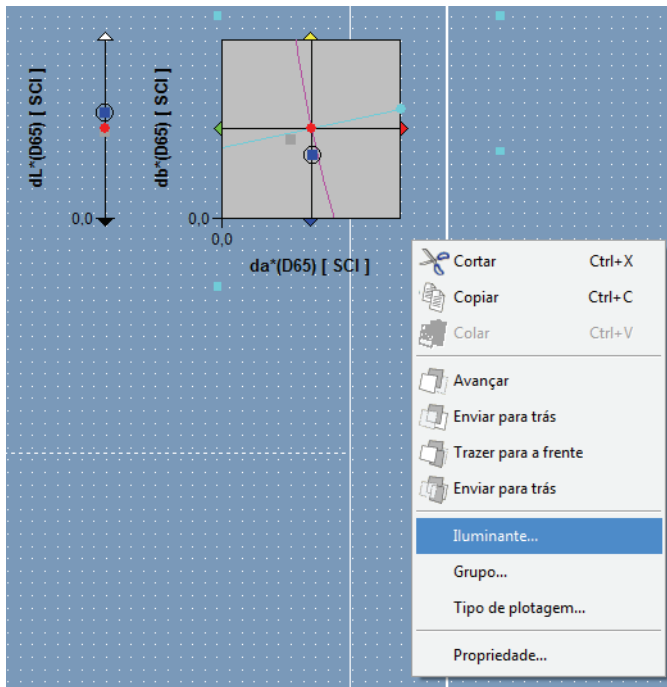 dL*(D65) [ SCI ]
0,0
db*(D65) [ SCI ]
0,0
0,0
da*(D65) [ SCI ]
Cortar Ctrl+X
Copiar Ctrl+C
Colar Ctrl+V
Avançar
Enviar para trás
Trazer para a frente
Enviar para trás
Iluminante...
Grupo...
Tipo de plotagem...
Propriedade...